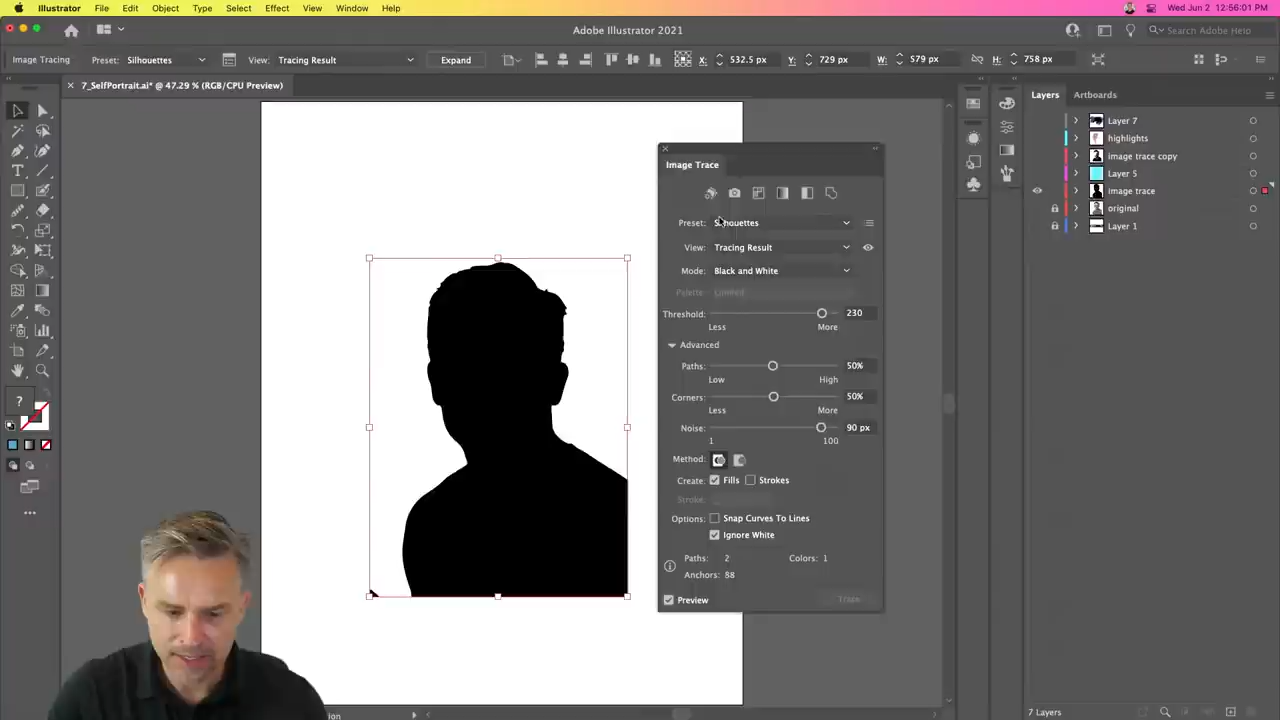 Illustrator File Edit Object Type Select Effect View Window Help Wed Jun 2 12:56:01 PM
Adobe Illustrator 2021 Search Adobe Help
Image Tracing Preset: Silhouettes View: Tracing Result Expand X: 532.5 px Y: 729 px W: 579 px H: 758 px
× 7_SelfPortrait.ai* @ 47.29 % (RGB/CPU Preview)
Layers Artboards
Layer 7
highlights
image trace copy
Layer 5
image trace
original
Layer 1
Image Trace
Preset: Silhouettes
View: Tracing Result
Mode: Black and White
Palette: Limited
Threshold: 230
Less More
Advanced
Paths: 50%
Low High
Corners: 50%
Less More
Noise: 90 px
1 100
Method:
Create: Fills Strokes
Stroke:
Options: Snap Curves To Lines
Ignore White
Paths: 2 Colors: 1
Anchors: 88
Preview Trace
?
T
7 Layers